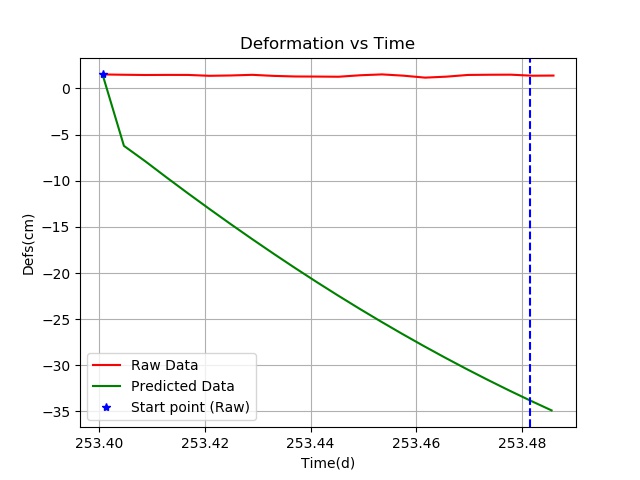 Deformation vs Time
Defs(cm)
0
−5
−10
−15
−20
−25
−30
−35
Raw Data
Predicted Data
Start point (Raw)
253.40 253.42 253.44 253.46 253.48
Time(d)